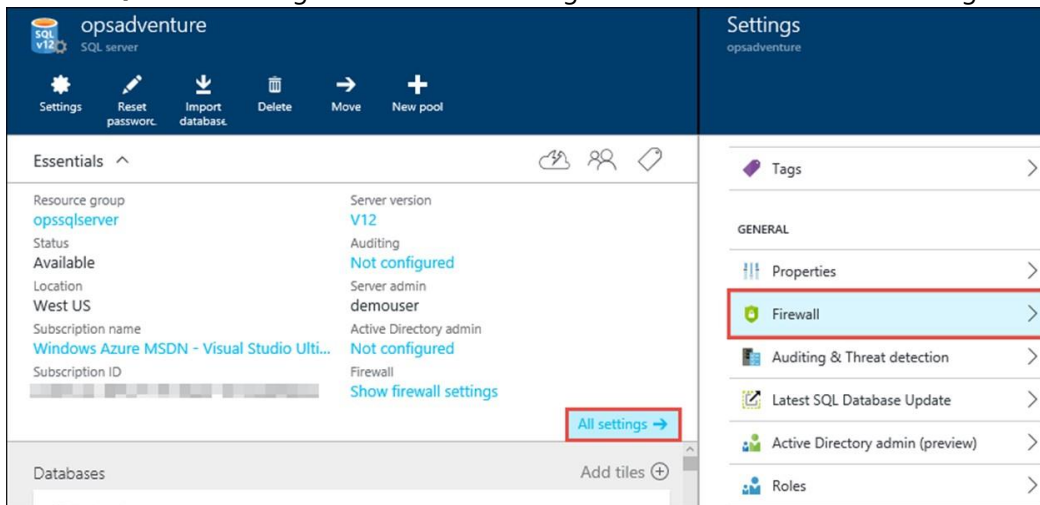 SQL
v12
opsadventure
SQL server
Settings
Reset
passworc
Import
database
Delete
Move
New pool
Essentials
Resource group
opssqlserver
Status
Available
Location
West US
Subscription name
Windows Azure MSDN - Visual Studio Ulti...
Subscription ID
Server version
V12
Auditing
Not configured
Server admin
demouser
Active Directory admin
Not configured
Firewall
Show firewall settings
All settings →
Databases
Add tiles
Settings
opsadventure
Tags
GENERAL
Properties
Firewall
Auditing & Threat detection
Latest SQL Database Update
Active Directory admin (preview)
Roles